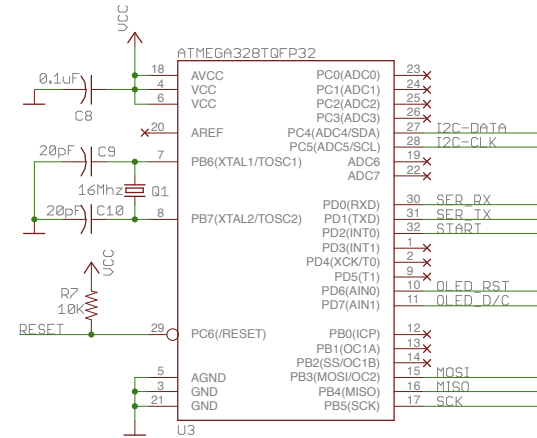 VCC
ATMEGA328TQFP32
18 AVCC PC0(ADC0) 23
0.1uF 4 VCC PC1(ADC1) 24
6 VCC PC2(ADC2) 25
C8 PC3(ADC3) 26
20 AREF PC4(ADC4/SDA) 27 I2C-DATA
PC5(ADC5/SCL) 28 I2C-CLK
20pF C9 7 PB6(XTAL1/TOSC1) ADC6 19
ADC7 22
16Mhz Q1
PD0(RXD) 30 SER_RX
20pF C10 8 PB7(XTAL2/TOSC2) PD1(TXD) 31 SER_TX
PD2(INT0) 32 START
PD3(INT1) 1
VCC PD4(XCK/T0) 2
PD5(T1) 9
R7 PD6(AIN0) 10 OLED_RST
10K PD7(AIN1) 11 OLED_D/C
RESET 29 PC6(/RESET) PB0(ICP) 12
PB1(OC1A) 13
PB2(SS/OC1B) 14
5 AGND PB3(MOSI/OC2) 15 MOSI
3 GND PB4(MISO) 16 MISO
21 GND PB5(SCK) 17 SCK
U3